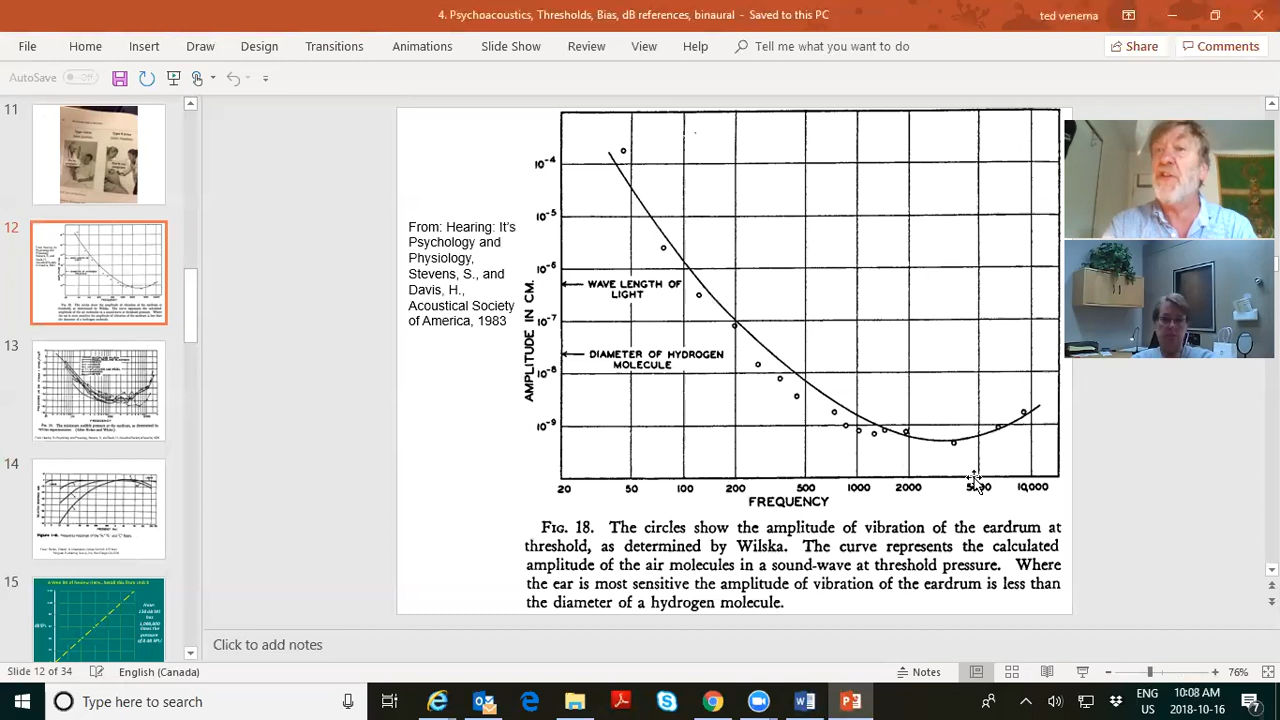 4. Psychoacoustics, Thresholds, Bias, dB references, binaural - Saved to this PC
ted venema
File Home Insert Draw Design Transitions Animations Slide Show Review View Help Tell me what you want to do
Share Comments
AutoSave Off
11
12
13
14
15
From: Hearing: It's
Psychology and
Physiology,
Stevens, S., and
Davis, H.,
Acoustical Society
of America, 1983
AMPLITUDE IN CM.
10-4
10-5
10-6
WAVE LENGTH OF
LIGHT
10-7
DIAMETER OF HYDROGEN
MOLECULE
10-8
10-9
20 50 100 200 500 1000 2000 5000 10,000
FREQUENCY
FIG. 18. The circles show the amplitude of vibration of the eardrum at
threshold, as determined by Wilska. The curve represents the calculated
amplitude of the air molecules in a sound-wave at threshold pressure. Where
the ear is most sensitive the amplitude of vibration of the eardrum is less than
the diameter of a hydrogen molecule.
Click to add notes
Slide 12 of 34 English (Canada) Notes 76%
Type here to search
ENG
US
10:08 AM
2018-10-16
7